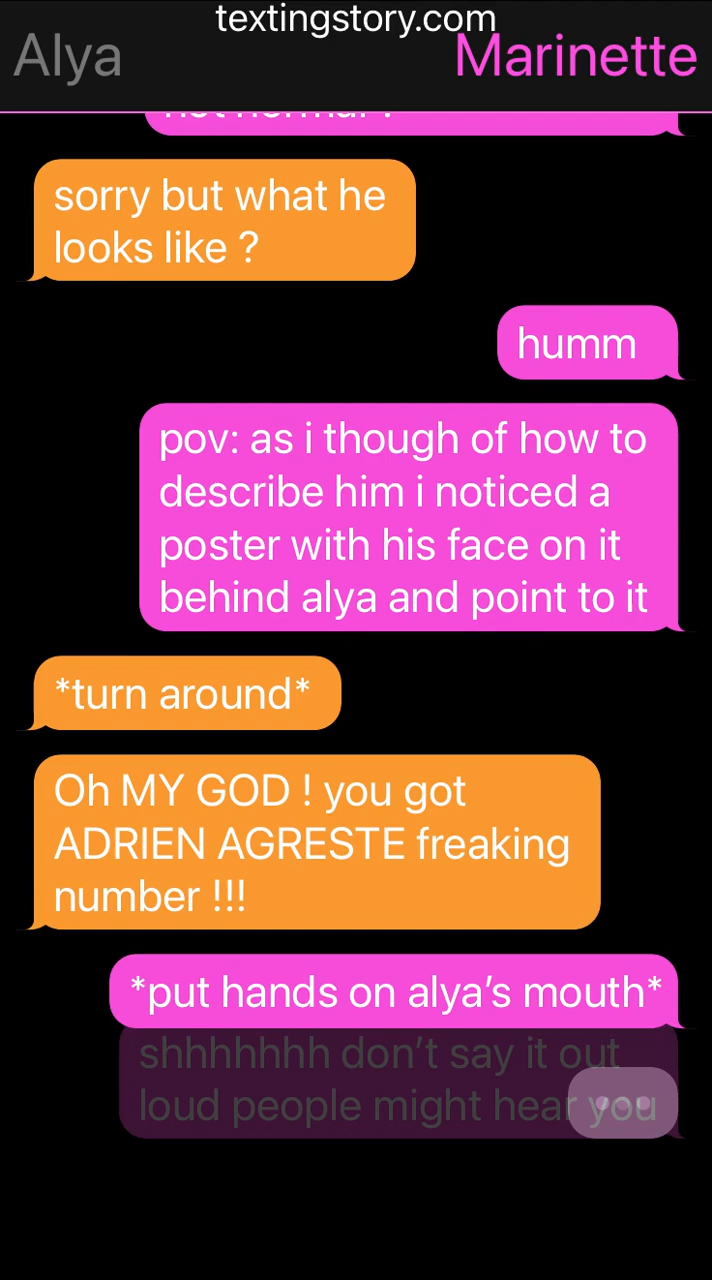 textingstory.com
Alya
Marinette
not normal ?
sorry but what he
looks like ?
humm
pov: as i though of how to
describe him i noticed a
poster with his face on it
behind alya and point to it
*turn around*
Oh MY GOD ! you got
ADRIEN AGRESTE freaking
number !!!
*put hands on alya’s mouth*
shhhhhhh don’t say it out
loud people might hear you